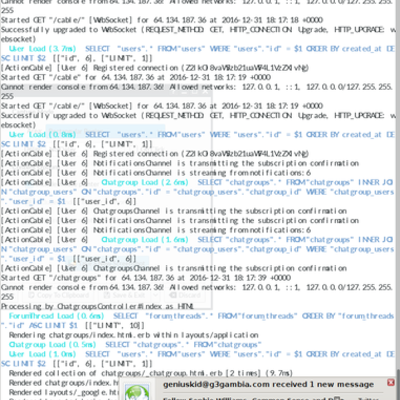 Cannot render console from 64.134.187.36! Allowed networks: 127.0.0.1, ::1, 127.0.0.0/127.255.255.
255
Started GET "/cable/" [WebSocket] for 64.134.187.36 at 2016-12-31 18:17:18 +0000
Successfully upgraded to WebSocket (REQUEST_METHOD: GET, HTTP_CONNECTION: Upgrade, HTTP_UPGRADE: w
ebsocket)
User Load (3.7ms) SELECT "users".* FROM "users" WHERE "users"."id" = $1 ORDER BY created_at DE
SC LIMIT $2 [["id", 6], ["LIMIT", 1]]
[ActionCable] [User 6] Registered connection
Started GET "/cable" for 64.134.187.36 at 2016-12-31 18:17:19 +0000
Cannot render console from 64.134.187.36! Allowed networks: 127.0.0.1, ::1, 127.0.0.0/127.255.255.
255
Started GET "/cable/" [WebSocket] for 64.134.187.36 at 2016-12-31 18:17:19 +0000
Successfully upgraded to WebSocket (REQUEST_METHOD: GET, HTTP_CONNECTION: Upgrade, HTTP_UPGRADE: w
ebsocket)
User Load (0.8ms) SELECT "users".* FROM "users" WHERE "users"."id" = $1 ORDER BY created_at DE
SC LIMIT $2 [["id", 6], ["LIMIT", 1]]
[ActionCable] [User 6] Registered connection
[ActionCable] [User 6] NotificationsChannel is transmitting the subscription confirmation
[ActionCable] [User 6] NotificationsChannel is streaming from notifications:6
[ActionCable] [User 6] Chatgroup Load (2.6ms) SELECT "chatgroups".* FROM "chatgroups" INNER JOI
N "chatgroup_users" ON "chatgroups"."id" = "chatgroup_users"."chatgroup_id" WHERE "chatgroup_users
"."user_id" = $1 [["user_id", 6]]
[ActionCable] [User 6] ChatgroupsChannel is transmitting the subscription confirmation
[ActionCable] [User 6] NotificationsChannel is transmitting the subscription confirmation
[ActionCable] [User 6] NotificationsChannel is streaming from notifications:6
[ActionCable] [User 6] Chatgroup Load (1.6ms) SELECT "chatgroups".* FROM "chatgroups" INNER JOI
N "chatgroup_users" ON "chatgroups"."id" = "chatgroup_users"."chatgroup_id" WHERE "chatgroup_users
"."user_id" = $1 [["user_id", 6]]
[ActionCable] [User 6] ChatgroupsChannel is transmitting the subscription confirmation
Started GET "/chatgroups" for 64.134.187.36 at 2016-12-31 18:17:39 +0000
Cannot render console from 64.134.187.36! Allowed networks: 127.0.0.1, ::1, 127.0.0.0/127.255.255.
255
Processing by ChatgroupsController#index as HTML
ForumThread Load (0.5ms) SELECT "forum_threads".* FROM "forum_threads" ORDER BY "forum_threads".
"id" ASC LIMIT $1 [["LIMIT", 10]]
Rendering chatgroups/index.html.erb within layouts/application
Chatgroup Load (0.5ms) SELECT "chatgroups".* FROM "chatgroups"
User Load (1.0ms) SELECT "users".* FROM "users" WHERE "users"."id" = $1 ORDER BY created_at DE
SC LIMIT $2 [["id", 6], ["LIMIT", 1]]
Rendered collection of chatgroups/_chatgroup.html.erb [2 times] (9.7ms)
Rendered chatgroups/index.h
Rendered layouts/_google.ht
geniuskid@g3gambia.com received 1 new message